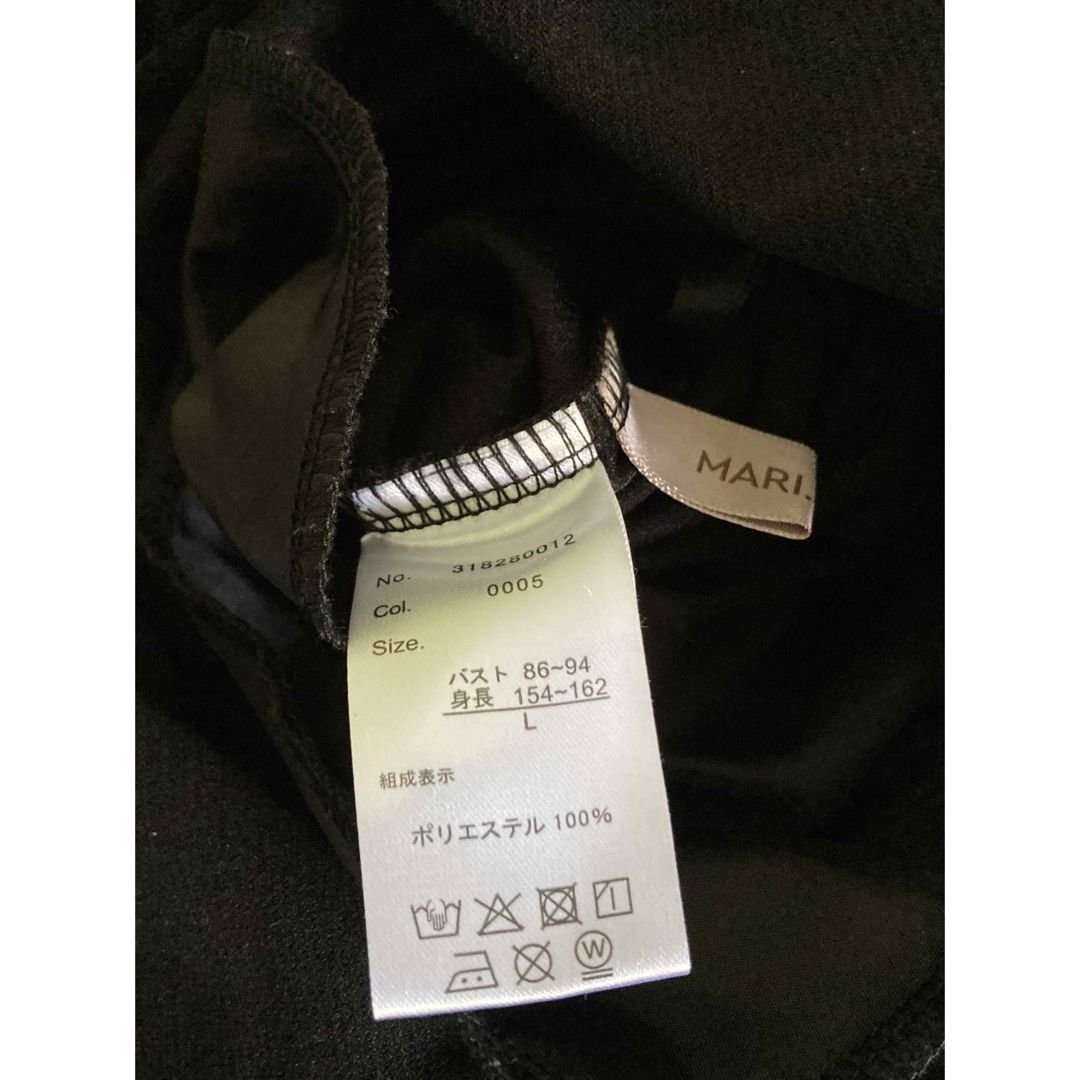 MARI.
No. 318280012
Col. 0005
Size.
バスト 86~94
身長 154~162
L
組成表示
ポリエステル 100%
W